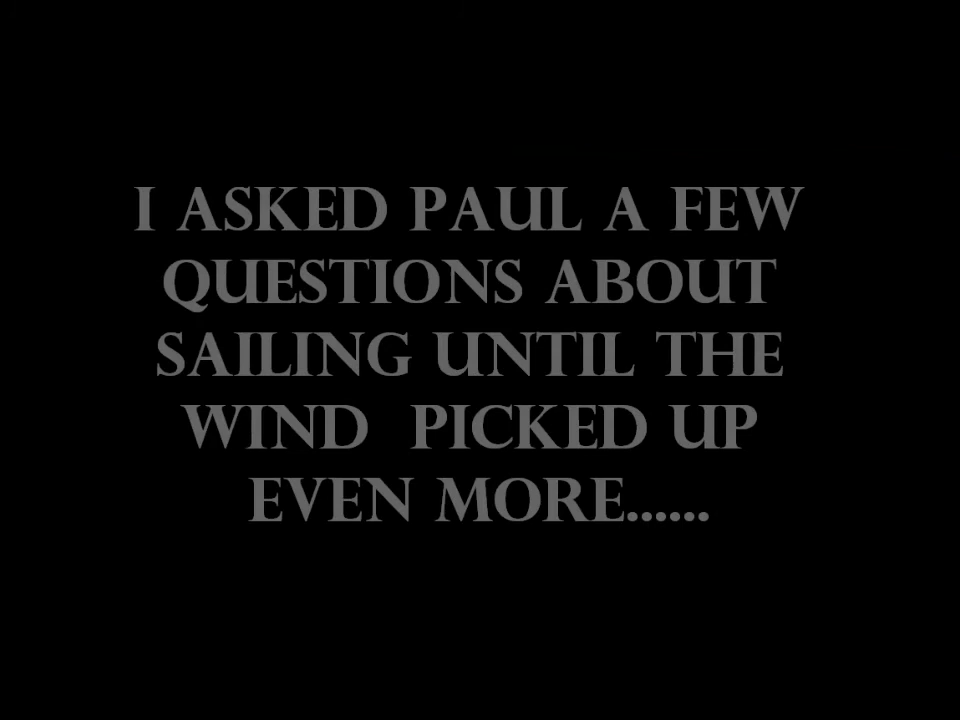 I ASKED PAUL A FEW
QUESTIONS ABOUT
SAILING UNTIL THE
WIND  PICKED UP
EVEN MORE......